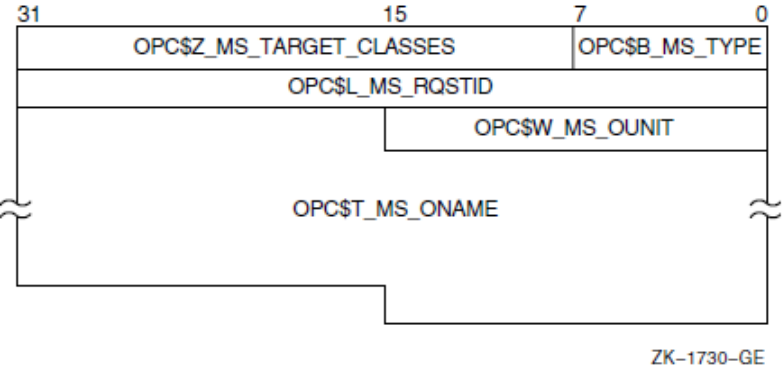 31 15 7 0
OPC$Z_MS_TARGET_CLASSES OPC$B_MS_TYPE
OPC$L_MS_RQSTID
OPC$W_MS_OUNIT
OPC$T_MS_ONAME
ZK–1730–GE